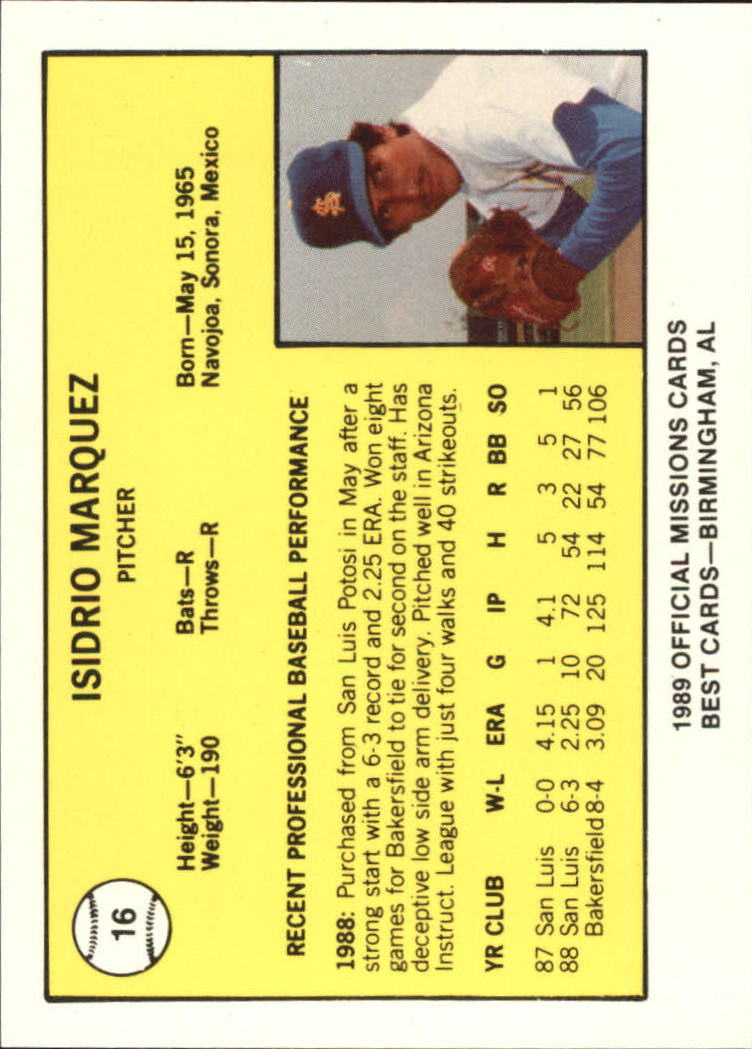 16
ISIDRIO MARQUEZ
PITCHER
Height—6'3" Bats—R Born—May 15, 1965
Weight—190 Throws—R Navojoa, Sonora, Mexico
RECENT PROFESSIONAL BASEBALL PERFORMANCE
1988: Purchased from San Luis Potosi in May after a
strong start with a 6-3 record and 2.25 ERA. Won eight
games for Bakersfield to tie for second on the staff. Has
deceptive low side arm delivery. Pitched well in Arizona
Instruct. League with just four walks and 40 strikeouts.
YR CLUB W-L ERA G IP H R BB SO
87 San Luis 0-0 4.15 1 4.1 5 3 5 1
88 San Luis 6-3 2.25 10 72 54 22 27 56
Bakersfield 8-4 3.09 20 125 114 54 77 106
1989 OFFICIAL MISSIONS CARDS
BEST CARDS—BIRMINGHAM, AL